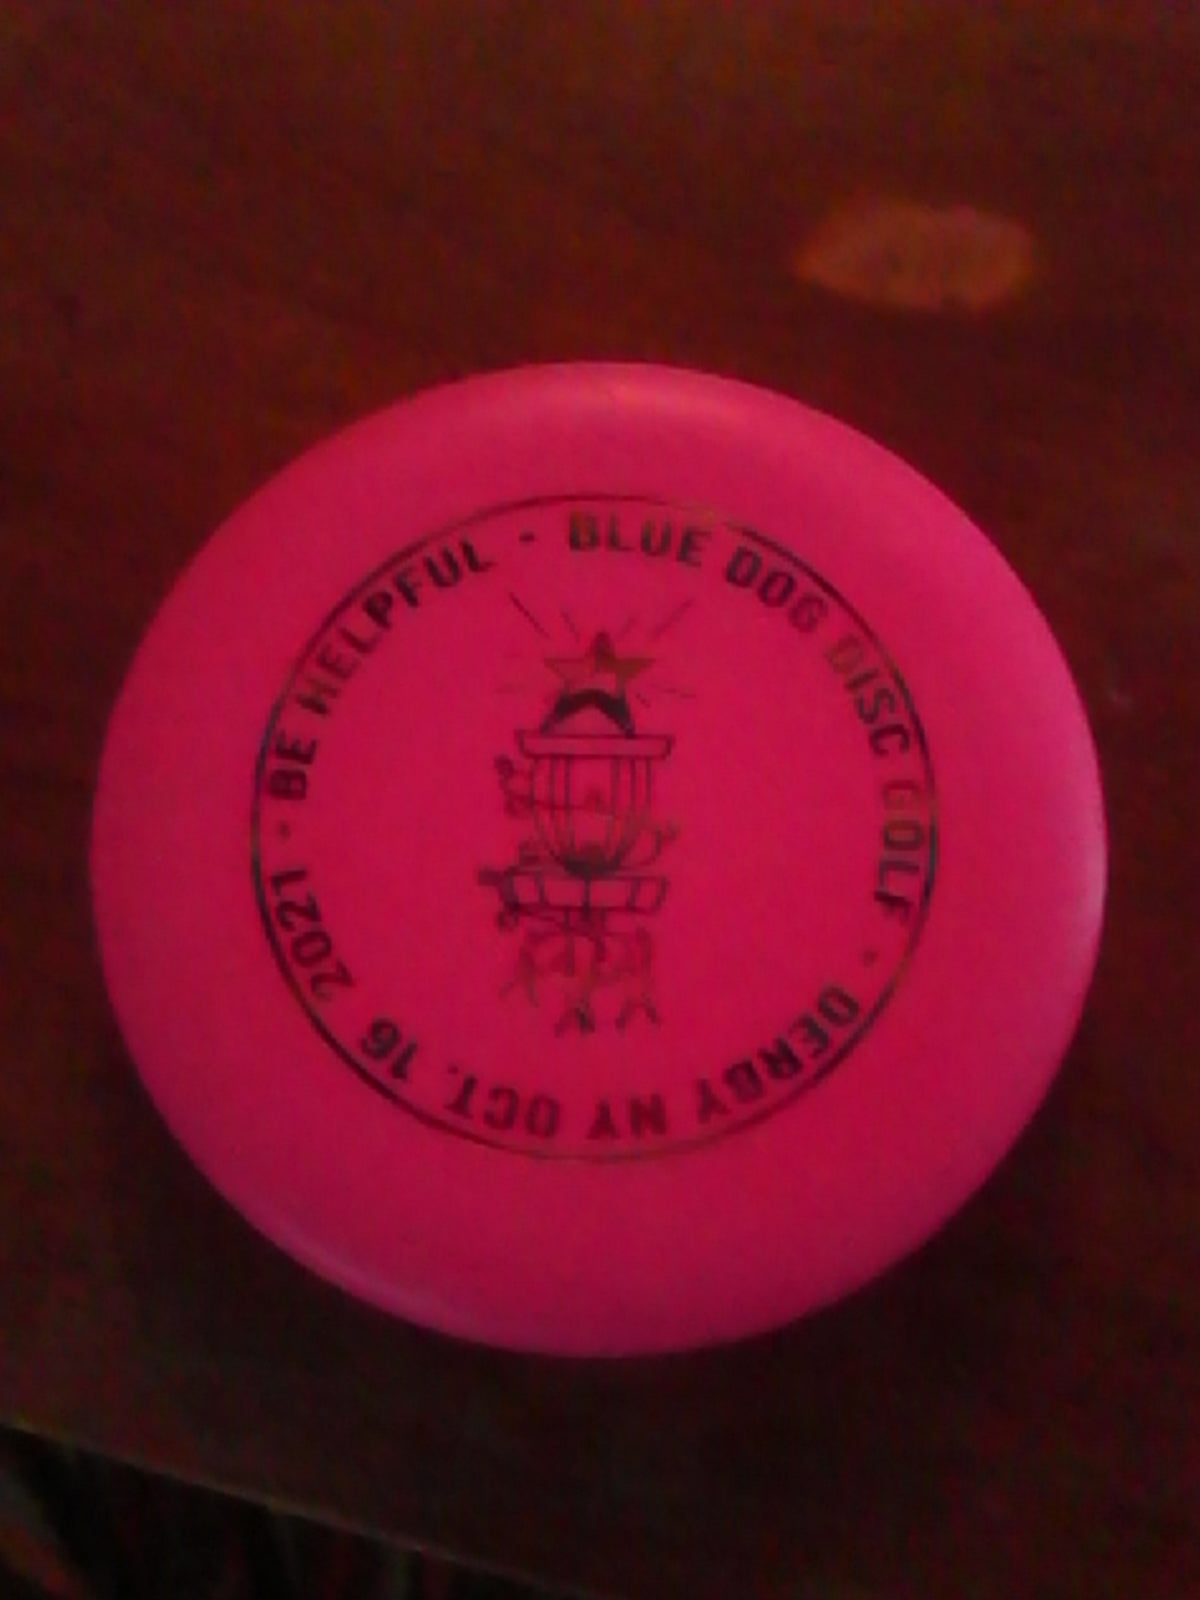 BLUE DOG DISC GOLF · DERBY NY OCT. 16 2021 · BE HELPFUL ·